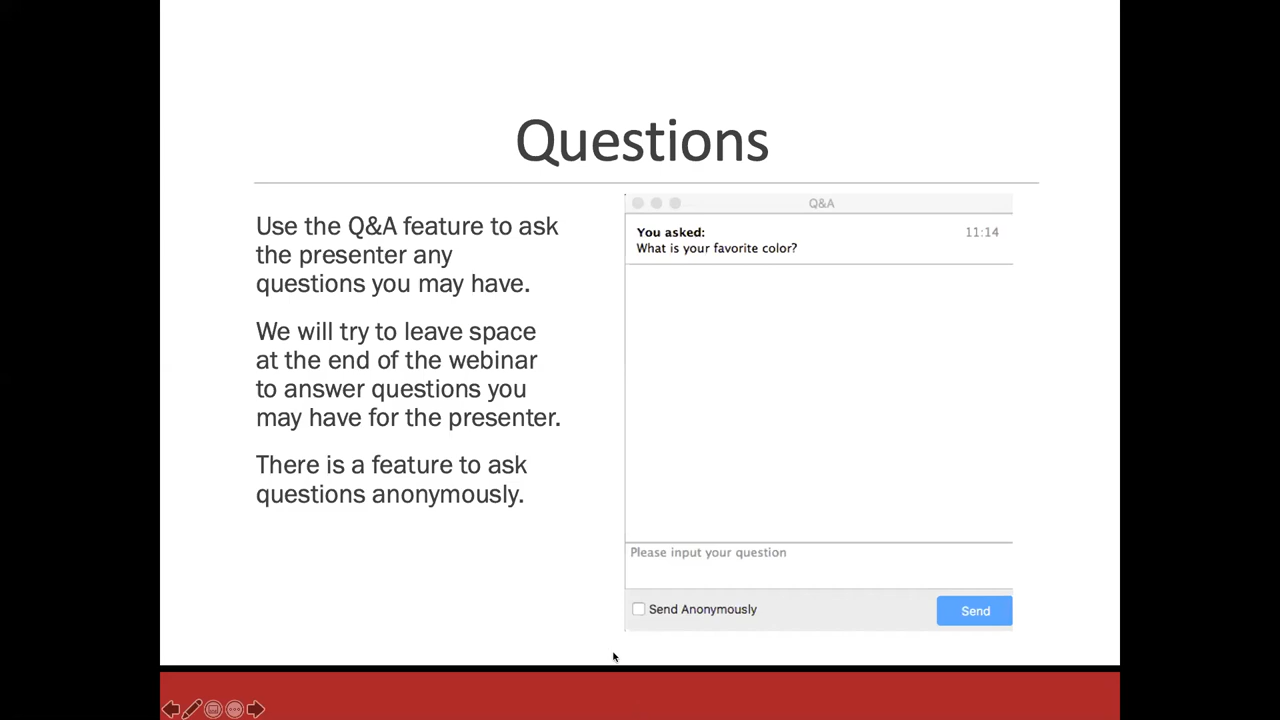 Questions
Use the Q&A feature to ask
the presenter any
questions you may have.
We will try to leave space
at the end of the webinar
to answer questions you
may have for the presenter.
There is a feature to ask
questions anonymously.
Q&A
You asked: 11:14
What is your favorite color?
Please input your question
Send Anonymously Send